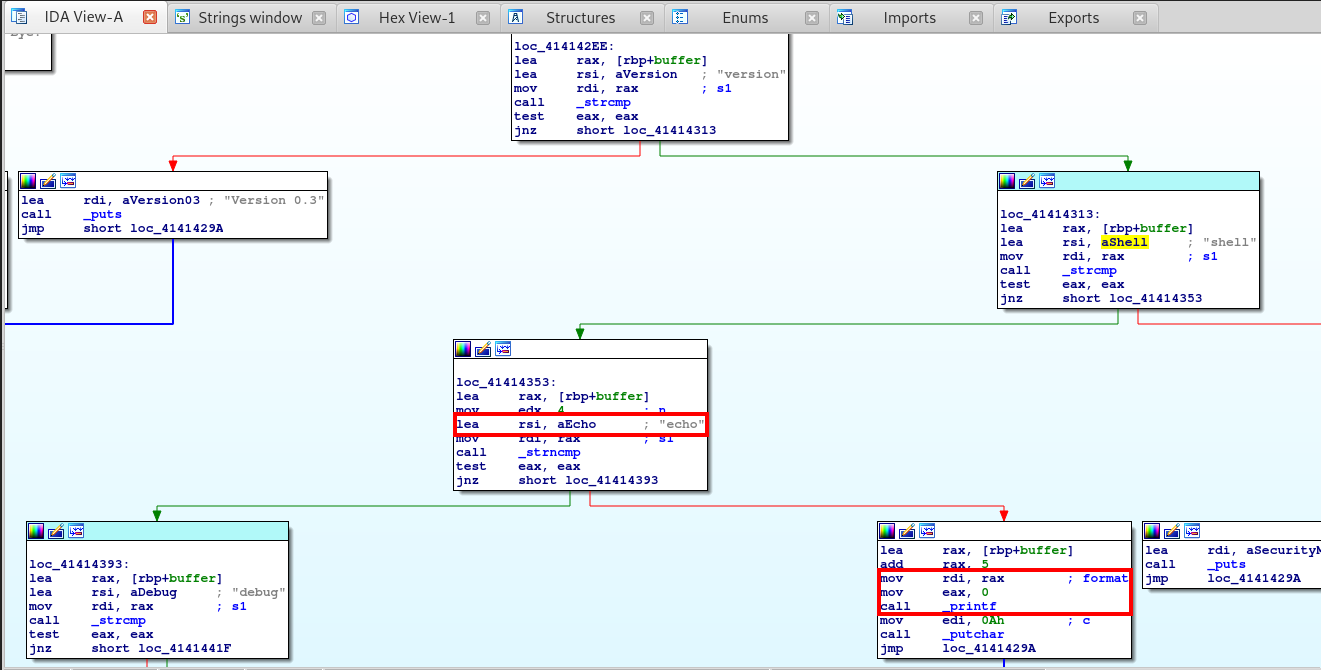 IDA View-A Strings window Hex View-1 Structures Enums Imports Exports
loc_414142EE:
lea rax, [rbp+buffer]
lea rsi, aVersion ; "version"
mov rdi, rax ; s1
call _strcmp
test eax, eax
jnz short loc_41414313
lea rdi, aVersion03 ; "Version 0.3"
call _puts
jmp short loc_4141429A
loc_41414313:
lea rax, [rbp+buffer]
lea rsi, aShell ; "shell"
mov rdi, rax ; s1
call _strcmp
test eax, eax
jnz short loc_41414353
loc_41414353:
lea rax, [rbp+buffer]
mov edx, 4 ; n
lea rsi, aEcho ; "echo"
mov rdi, rax ; s1
call _strncmp
test eax, eax
jnz short loc_41414393
loc_41414393:
lea rax, [rbp+buffer]
lea rsi, aDebug ; "debug"
mov rdi, rax ; s1
call _strcmp
test eax, eax
jnz short loc_4141441F
lea rax, [rbp+buffer]
add rax, 5
mov rdi, rax ; format
mov eax, 0
call _printf
mov edi, 0Ah ; c
call _putchar
jmp loc_4141429A
lea rdi, aSecurityM
call _puts
jmp loc_4141429A